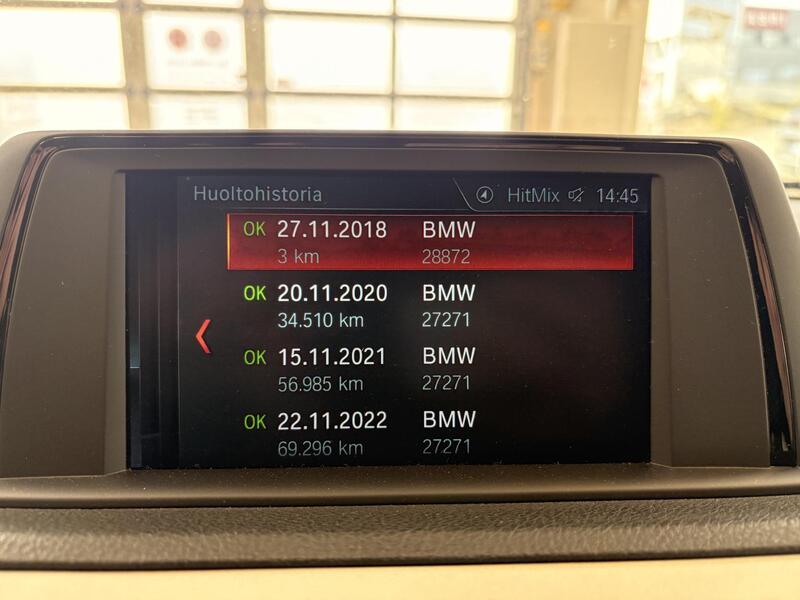 Huoltohistoria HitMix 14:45
OK 27.11.2018 BMW
3 km 28872
OK 20.11.2020 BMW
34.510 km 27271
OK 15.11.2021 BMW
56.985 km 27271
OK 22.11.2022 BMW
69.296 km 27271